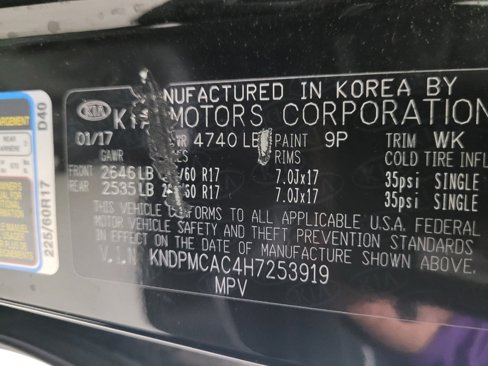 MANUFACTURED IN KOREA BY
KIA KIA MOTORS CORPORATION
01/17 4740 LB PAINT 9P TRIM WK
GAWR RIMS COLD TIRE INFL
FRONT 2646LB /60 R17 7.0Jx17 35psi SINGLE
REAR 2535LB /60 R17 7.0Jx17 35psi SINGLE
THIS VEHICLE CONFORMS TO ALL APPLICABLE U.S.A. FEDERAL
VEHICLE SAFETY AND THEFT PREVENTION STANDARDS
IN EFFECT ON THE DATE OF MANUFACTURE SHOWN ABOVE.
V.I.N KNDPMCAC4H7253919
MPV
D40
225/60R17